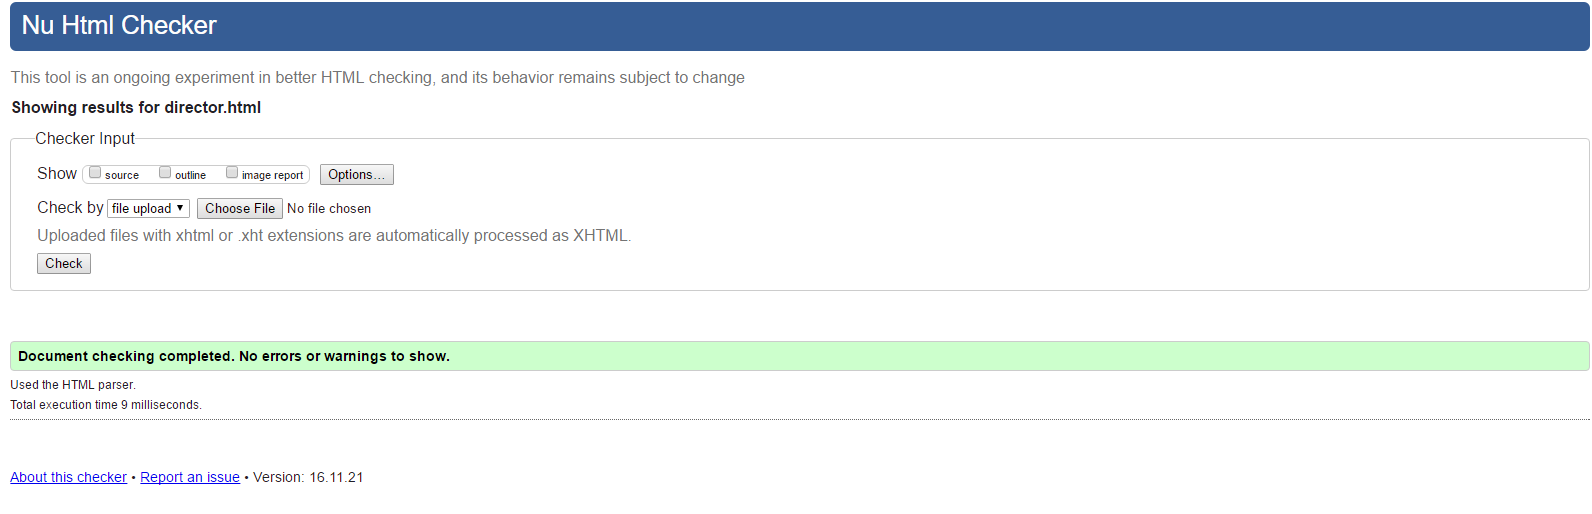 Nu Html Checker
This tool is an ongoing experiment in better HTML checking, and its behavior remains subject to change
Showing results for director.html
Checker Input
Show source outline image report Options...
Check by file upload Choose File No file chosen
Uploaded files with xhtml or .xht extensions are automatically processed as XHTML.
Check
Document checking completed. No errors or warnings to show.
Used the HTML parser.
Total execution time 9 milliseconds.
About this checker • Report an issue • Version: 16.11.21